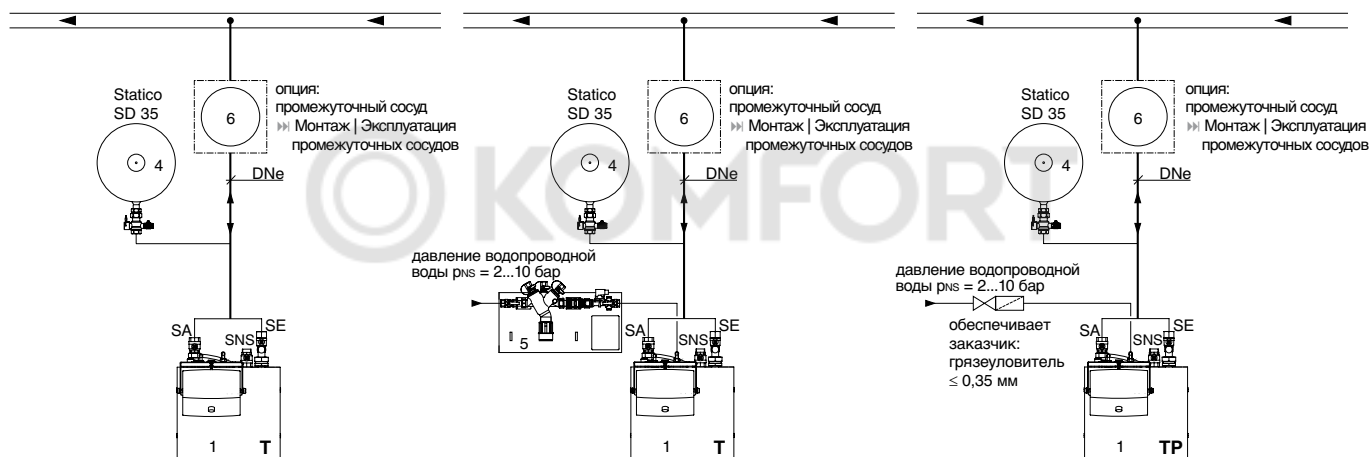 Statico
SD 35
4
6
опция:
промежуточный сосуд
Монтаж | Эксплуатация
промежуточных сосудов
DNe
SA
SNS
SE
1
T
Statico
SD 35
4
6
опция:
промежуточный сосуд
Монтаж | Эксплуатация
промежуточных сосудов
DNe
давление водопроводной
воды pNS = 2...10 бар
5
SA
SNS
SE
1
T
Statico
SD 35
4
6
опция:
промежуточный сосуд
Монтаж | Эксплуатация
промежуточных сосудов
DNe
давление водопроводной
воды pNS = 2...10 бар
обеспечивает
заказчик:
грязеуловитель
≤ 0,35 мм
SA
SNS
SE
1
TP
KOMFORT